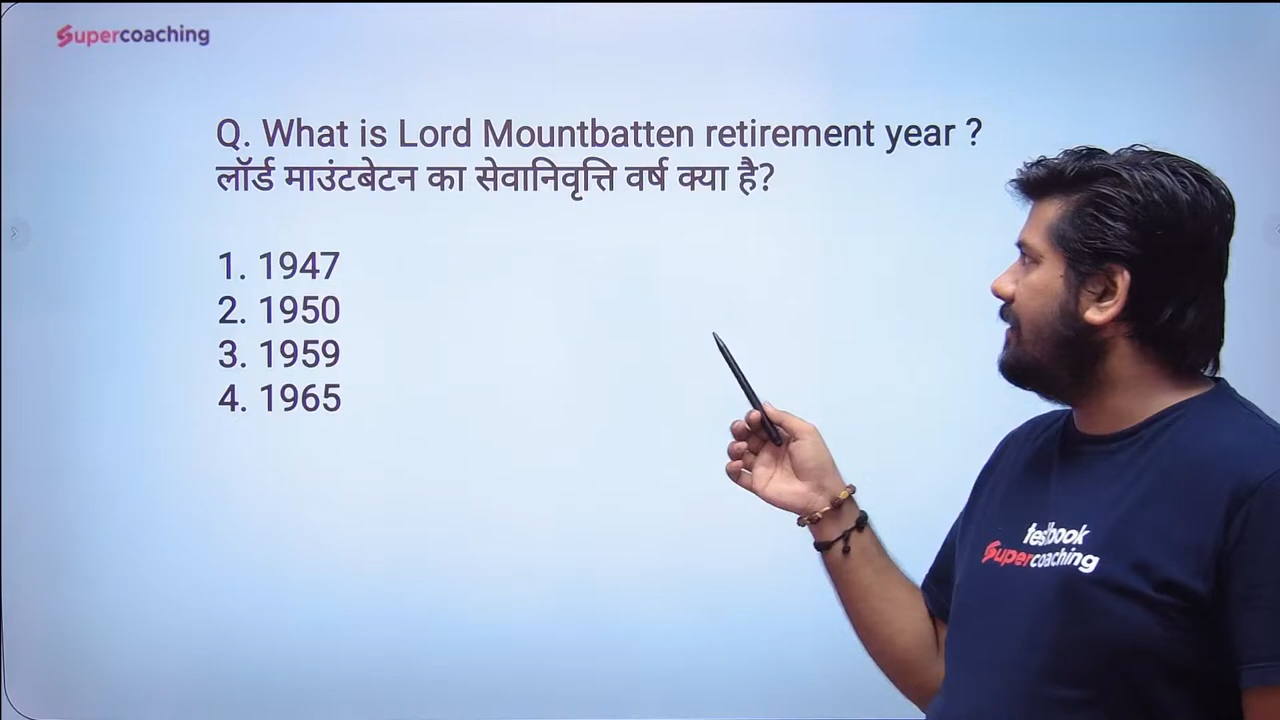 Supercoaching
Q. What is Lord Mountbatten retirement year ?
लॉर्ड माउंटबेटन का सेवानिवृत्ति वर्ष क्या है?
1. 1947
2. 1950
3. 1959
4. 1965
testbook
Supercoaching